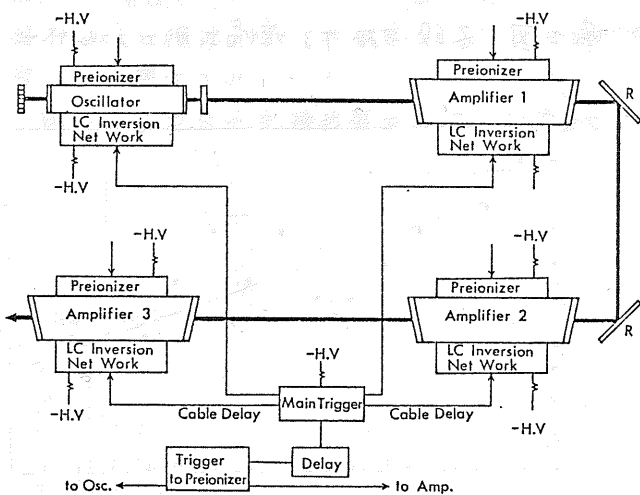 -H.V
-H.V
Preionizer
Oscillator
LC Inversion
Net Work
-H.V
Preionizer
Amplifier 1
LC Inversion
Net Work
R
-H.V
-H.V
Preionizer
Amplifier 3
LC Inversion
Net Work
-H.V
-H.V
Preionizer
Amplifier 2
LC Inversion
Net Work
R
-H.V
-H.V
Cable Delay
Main Trigger
Cable Delay
Trigger
to Preionizer
Delay
to Osc.
to Amp.